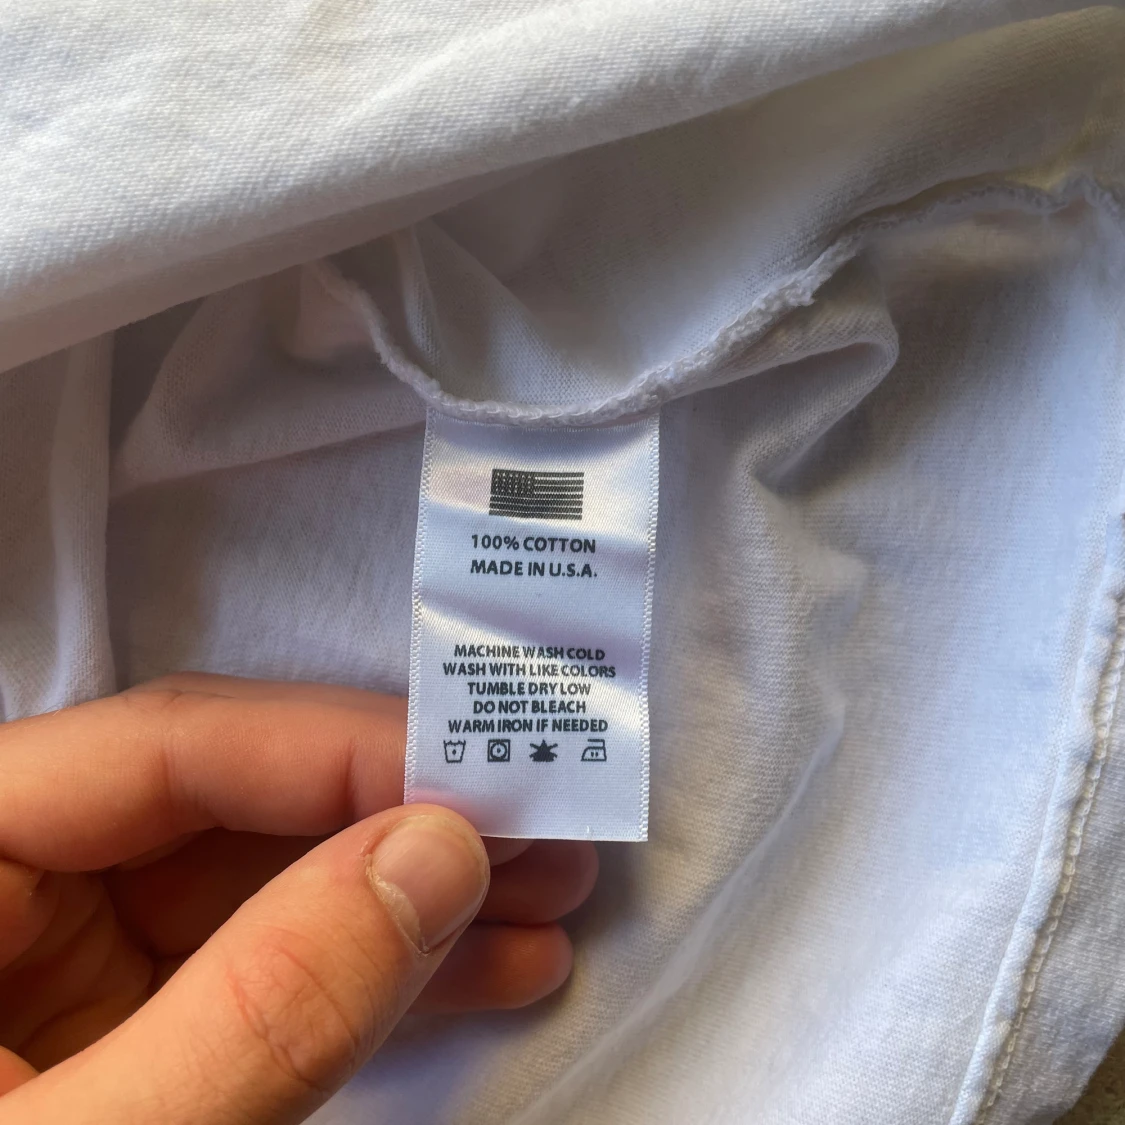 100% COTTON
MADE IN U.S.A.
MACHINE WASH COLD
WASH WITH LIKE COLORS
TUMBLE DRY LOW
DO NOT BLEACH
WARM IRON IF NEEDED